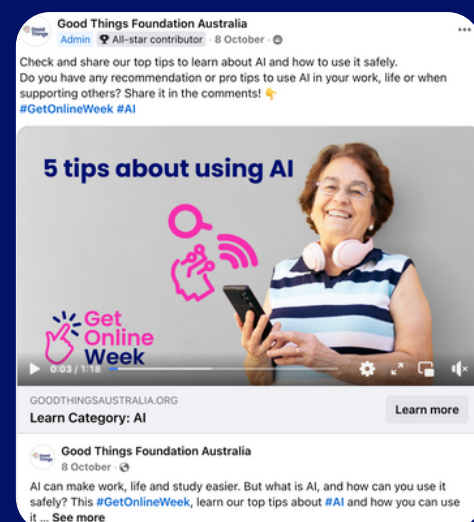 Good Things Foundation Australia
Admin All-star contributor · 8 October ·
Check and share our top tips to learn about AI and how to use it safely.
Do you have any recommendation or pro tips to use AI in your work, life or when
supporting others? Share it in the comments! 👇
#GetOnlineWeek #AI
5 tips about using AI
Get
Online
Week
0:03 / 1:18
GOODTHINGSAUSTRALIA.ORG
Learn Category: AI
Learn more
Good Things Foundation Australia
8 October ·
AI can make work, life and study easier. But what is AI, and how can you use it
safely? This #GetOnlineWeek, learn our top tips about #AI and how you can use
it ... See more